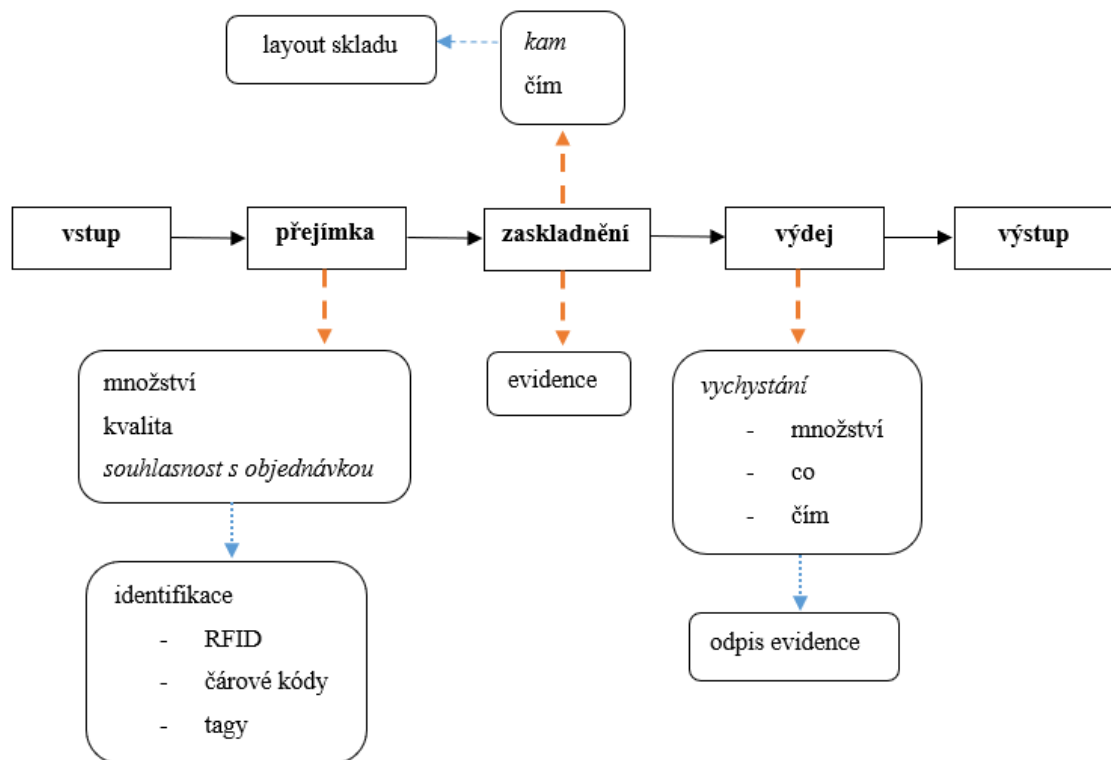 layout skladu
kam
čím
vstup
přejímka
zaskladnění
výdej
výstup
množství
kvalita
souhlasnost s objednávkou
evidence
vychystání
- množství
- co
- čím
identifikace
- RFID
- čárové kódy
- tagy
odpis evidence